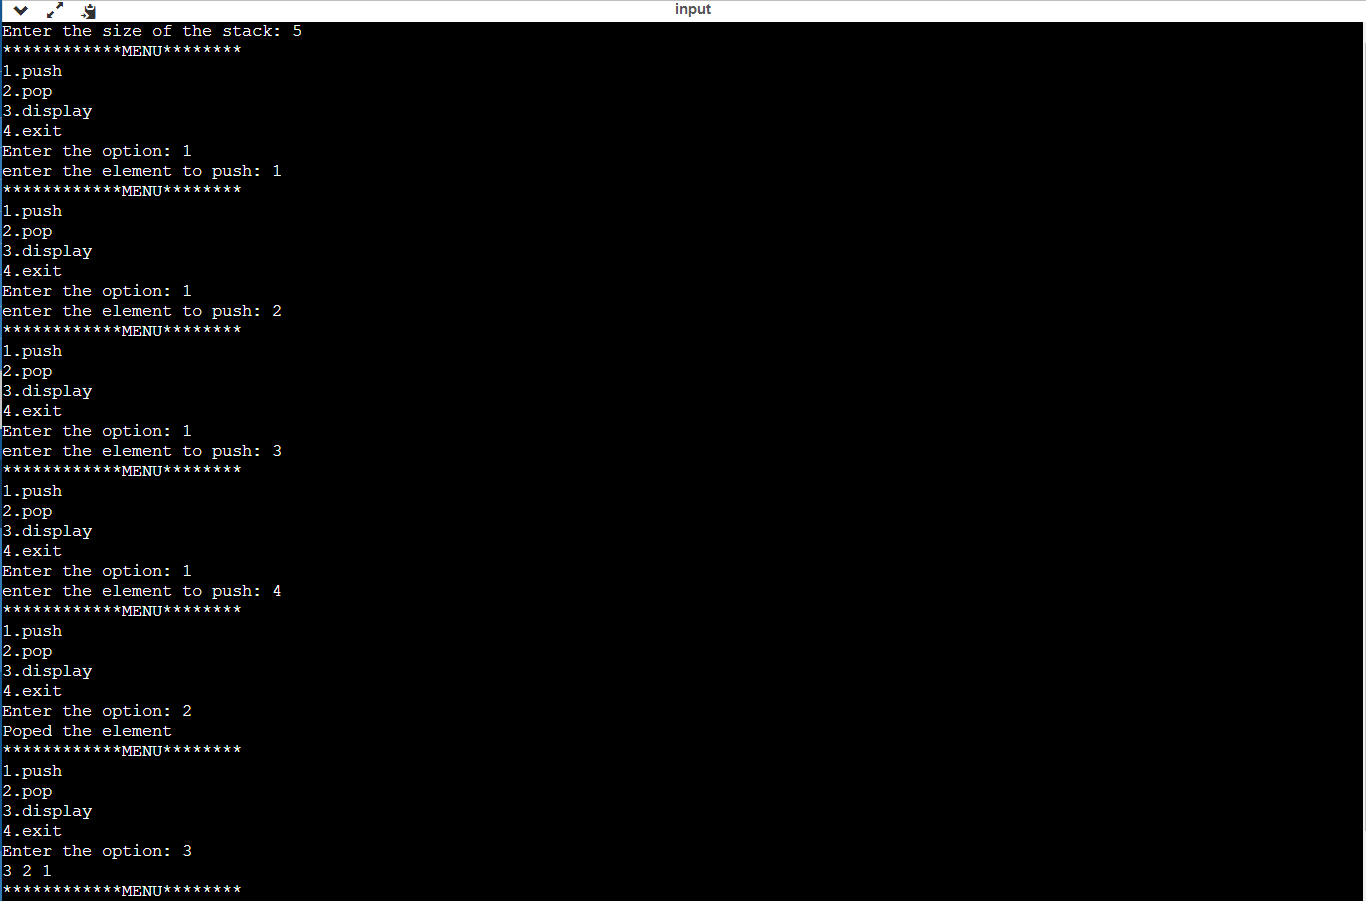 input
Enter the size of the stack: 5
************MENU********
1.push
2.pop
3.display
4.exit
Enter the option: 1
enter the element to push: 1
************MENU********
1.push
2.pop
3.display
4.exit
Enter the option: 1
enter the element to push: 2
************MENU********
1.push
2.pop
3.display
4.exit
Enter the option: 1
enter the element to push: 3
************MENU********
1.push
2.pop
3.display
4.exit
Enter the option: 1
enter the element to push: 4
************MENU********
1.push
2.pop
3.display
4.exit
Enter the option: 2
Poped the element
************MENU********
1.push
2.pop
3.display
4.exit
Enter the option: 3
3 2 1
************MENU********